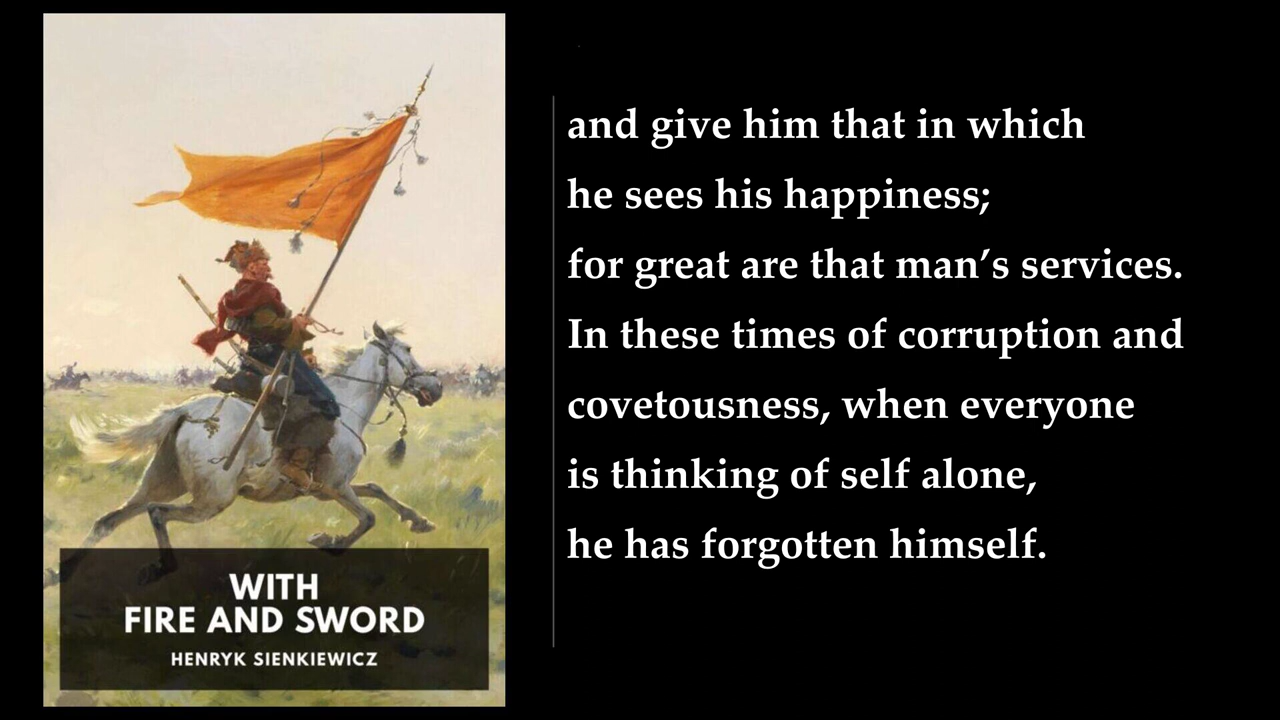 WITH
FIRE AND SWORD
HENRYK SIENKIEWICZ
and give him that in which
he sees his happiness;
for great are that man’s services.
In these times of corruption and
covetousness, when everyone
is thinking of self alone,
he has forgotten himself.